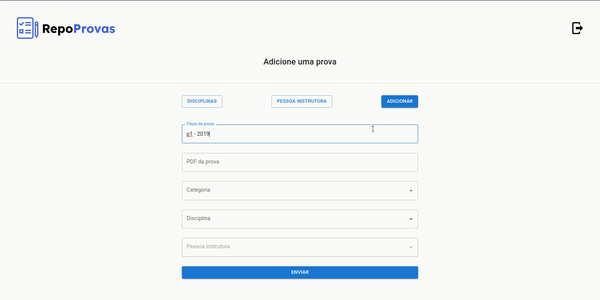 RepoProvas
Adicione uma prova
DISCIPLINAS PESSOA INSTRUTORA ADICIONAR
Título da prova
p1 - 2019
PDF da prova
Categoria
Disciplina
Pessoa Instrutora
ENVIAR